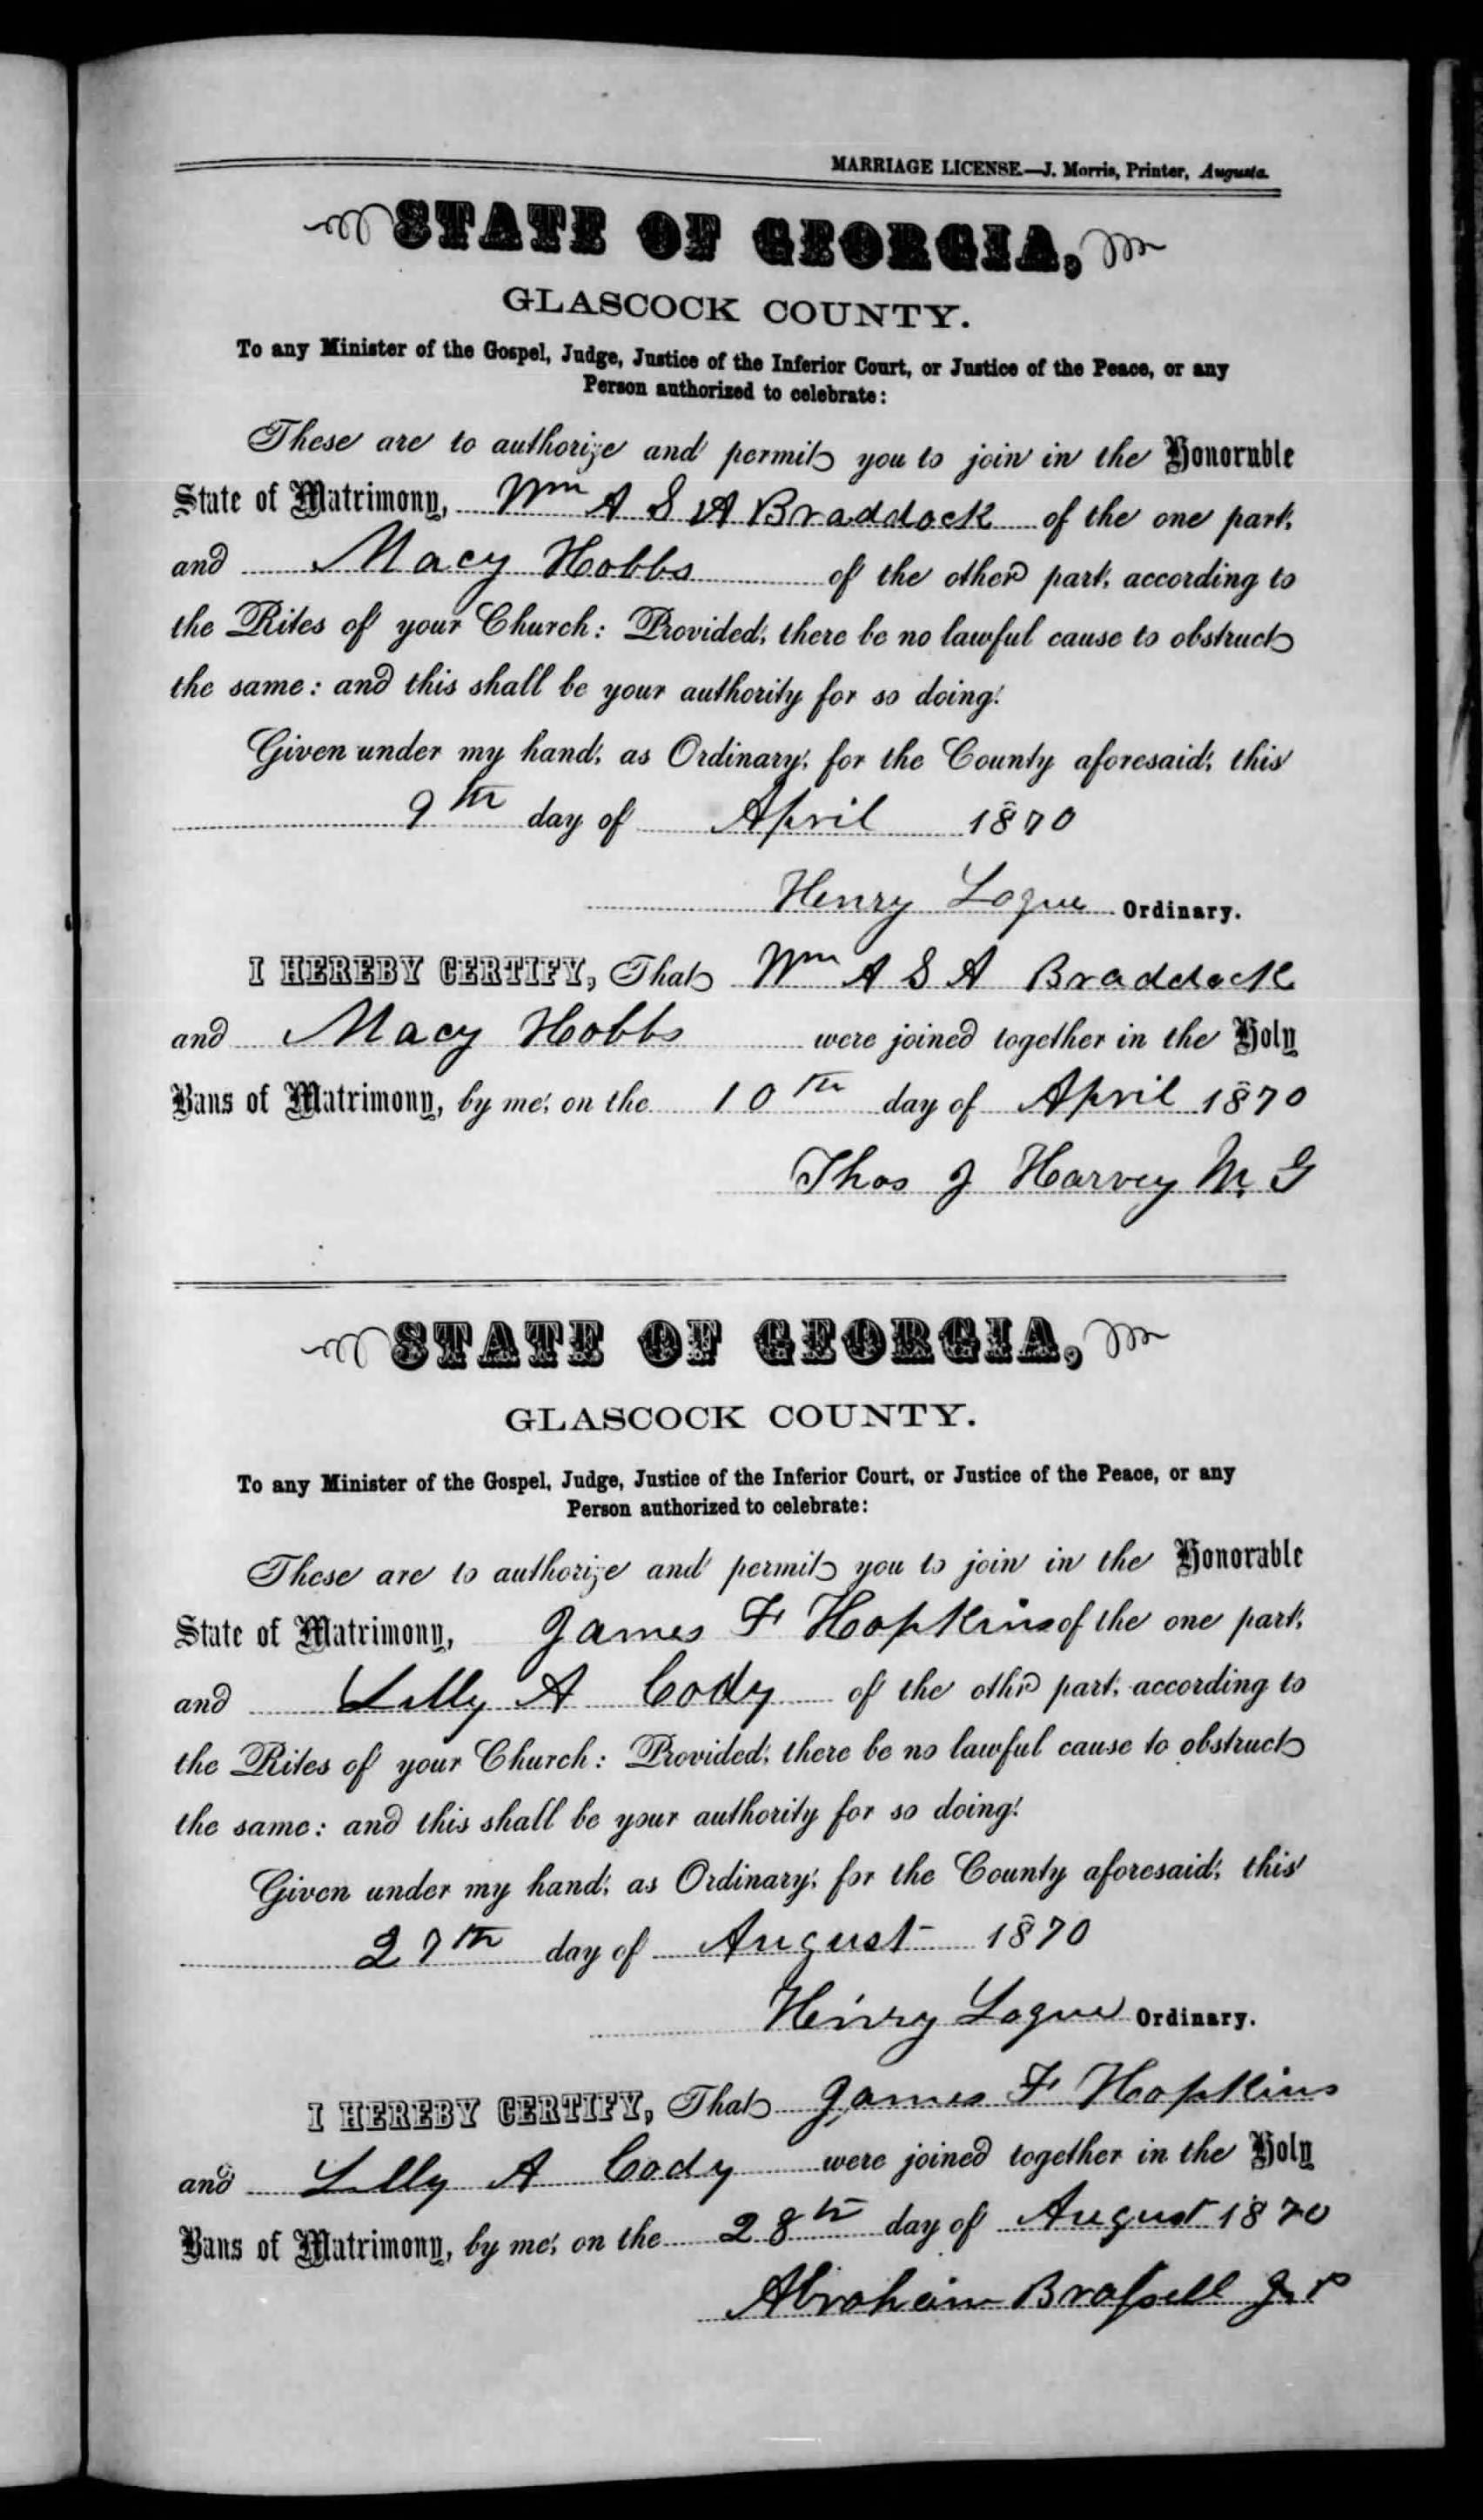 MARRIAGE LICENSE.—J. Morris, Printer, Augusta.
STATE OF GEORGIA,
GLASCOCK COUNTY.
To any Minister of the Gospel, Judge, Justice of the Inferior Court, or Justice of the Peace, or any
Person authorized to celebrate:
These are to authorize and permit you to join in the Honorable
State of Matrimony, Wm A S A Braddock of the one part,
and Macy Hobbs of the other part, according to
the Rites of your Church: Provided, there be no lawful cause to obstruct
the same: and this shall be your authority for so doing.
Given under my hand, as Ordinary, for the County aforesaid, this
9th day of April 1870
Henry Logue Ordinary.
I HEREBY CERTIFY, That Wm A S A Braddock
and Macy Hobbs were joined together in the Holy
Bans of Matrimony, by me, on the 10th day of April 1870
Thos J Harvey M. G
STATE OF GEORGIA,
GLASCOCK COUNTY.
To any Minister of the Gospel, Judge, Justice of the Inferior Court, or Justice of the Peace, or any
Person authorized to celebrate:
These are to authorize and permit you to join in the Honorable
State of Matrimony, James F Hopkins of the one part,
and Lilly A Cody of the othr part, according to
the Rites of your Church: Provided, there be no lawful cause to obstruct
the same: and this shall be your authority for so doing.
Given under my hand, as Ordinary, for the County aforesaid, this
27th day of August 1870
Henry Logue Ordinary.
I HEREBY CERTIFY, That James F Hopkins
and Lilly A Cody were joined together in the Holy
Bans of Matrimony, by me, on the 28th day of August 1870
Abraham Braſsell J. P